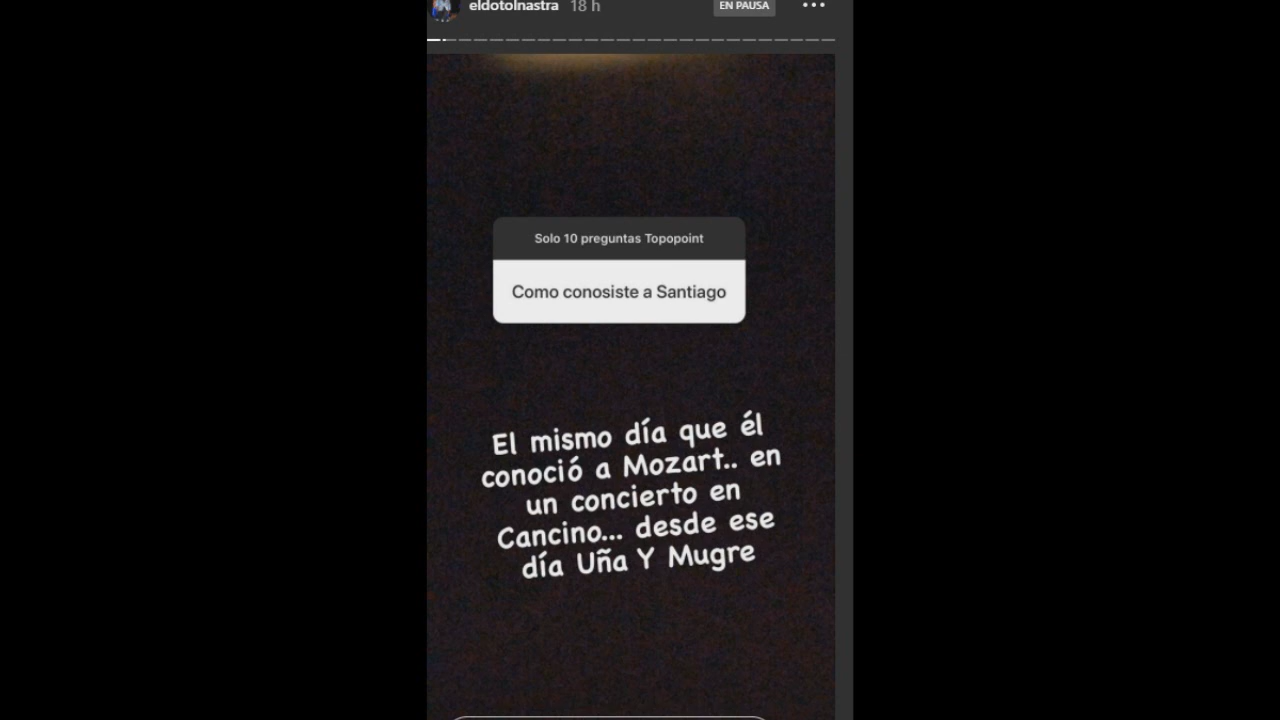 eldotolnastra 18 h EN PAUSA
Solo 10 preguntas Topopoint
Como conosiste a Santiago
El mismo día que él
conoció a Mozart.. en
un concierto en
Cancino... desde ese
día Uña Y Mugre